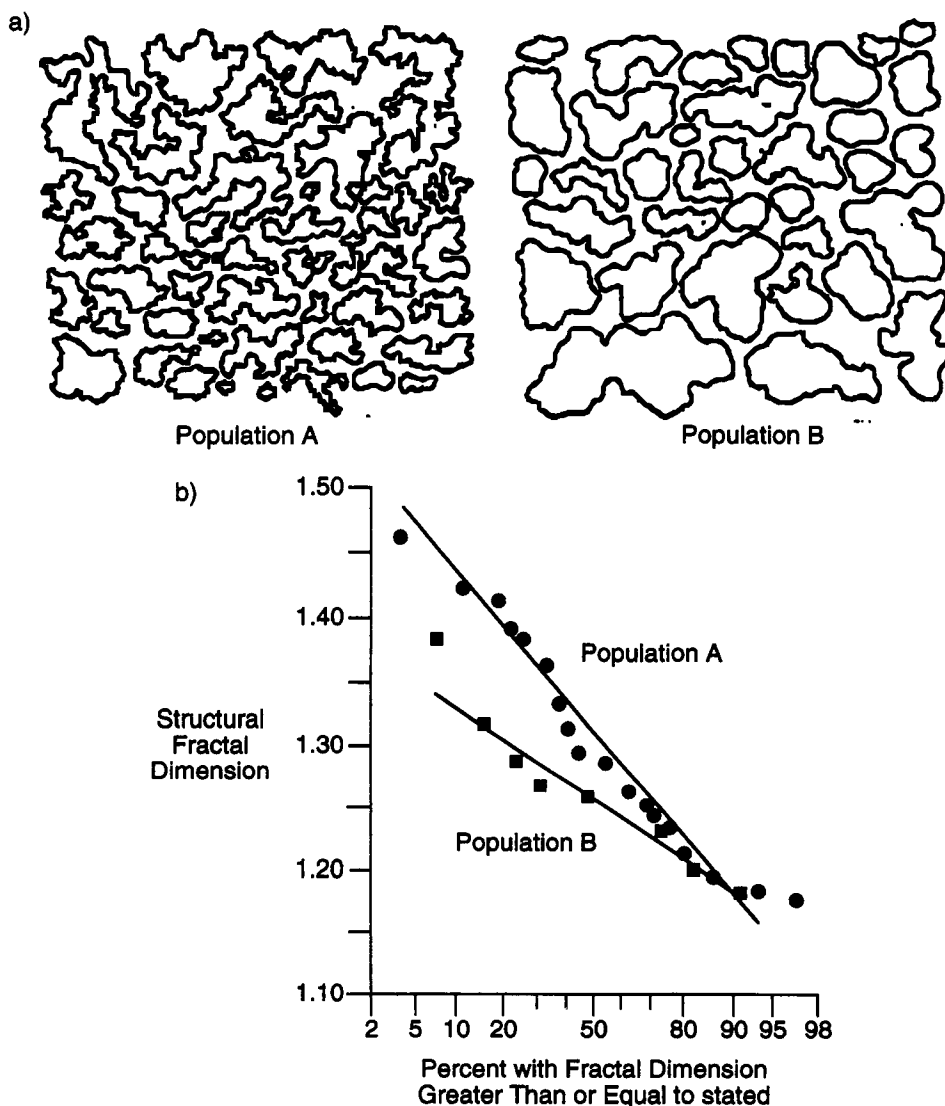 a)
Population A
Population B
b)
1.50
1.40
1.30
1.20
1.10
Structural
Fractal
Dimension
Population A
Population B
2 5 10 20 50 80 90 95 98
Percent with Fractal Dimension
Greater Than or Equal to stated